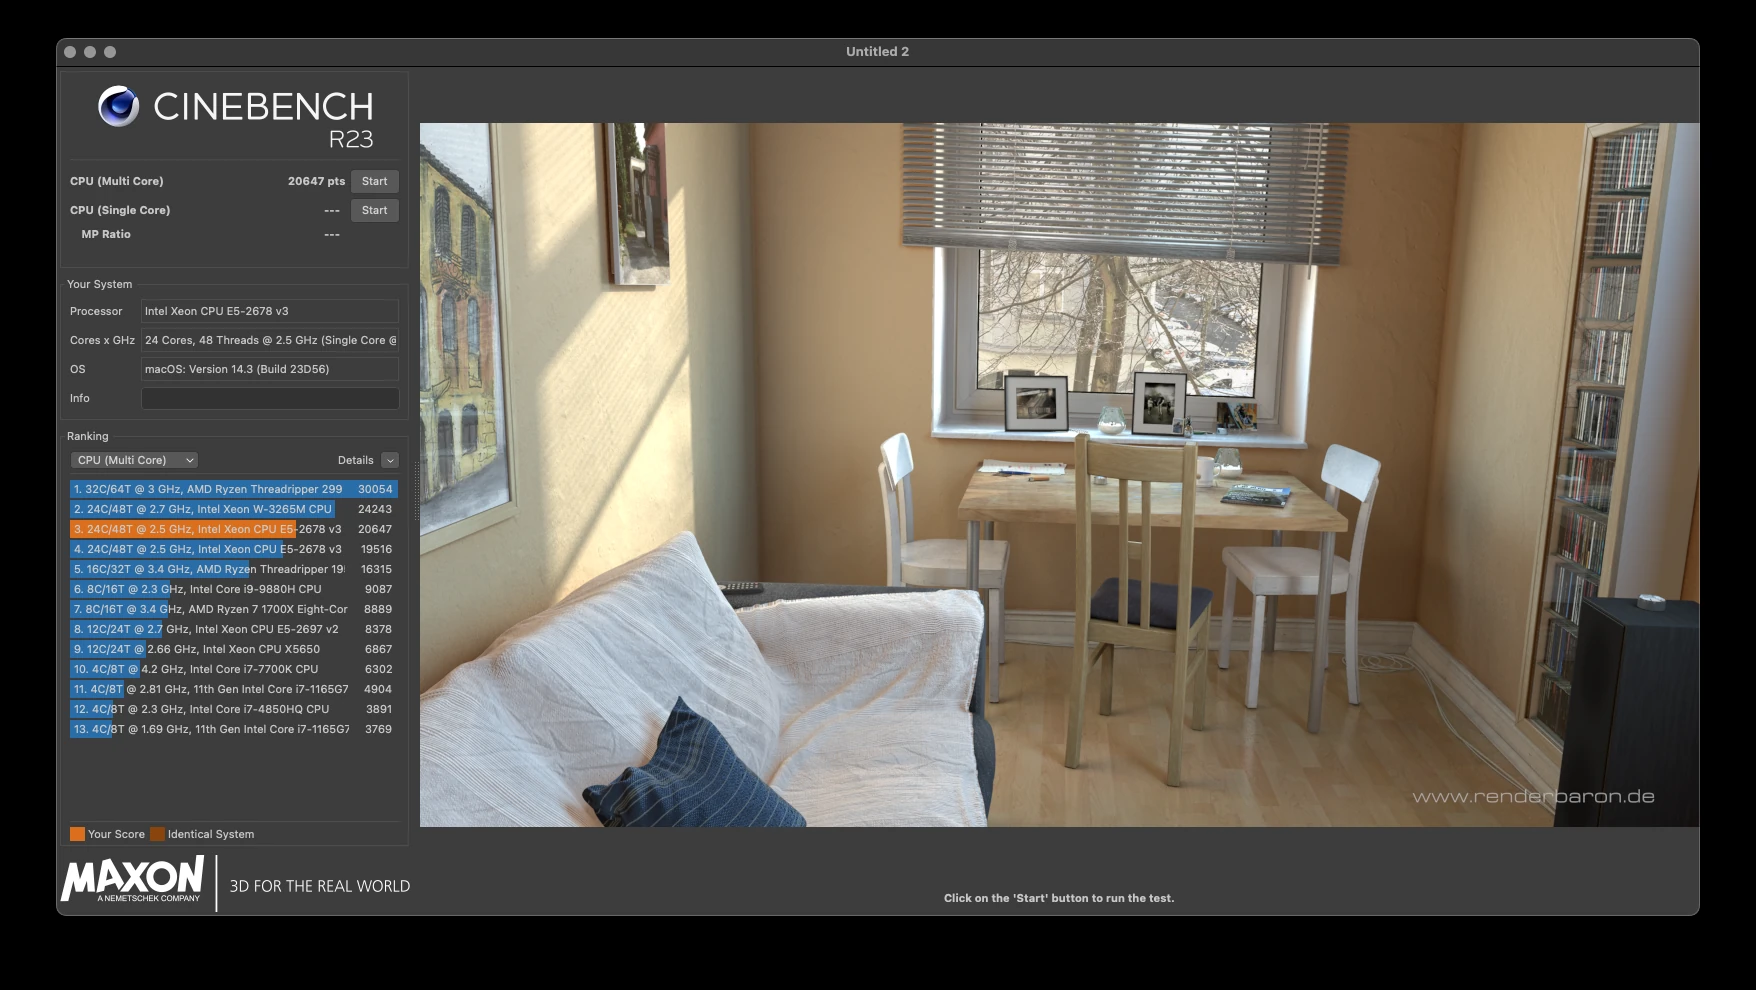 Untitled 2
CINEBENCH
R23
CPU (Multi Core) 20647 pts Start
CPU (Single Core) --- Start
MP Ratio ---
Your System
Processor Intel Xeon CPU E5-2678 v3
Cores x GHz 24 Cores, 48 Threads @ 2.5 GHz (Single Core @
OS macOS: Version 14.3 (Build 23D56)
Info
Ranking
CPU (Multi Core) Details
1. 32C/64T @ 3 GHz, AMD Ryzen Threadripper 299 30054
2. 24C/48T @ 2.7 GHz, Intel Xeon W-3265M CPU 24243
3. 24C/48T @ 2.5 GHz, Intel Xeon CPU E5-2678 v3 20647
4. 24C/48T @ 2.5 GHz, Intel Xeon CPU E5-2678 v3 19516
5. 16C/32T @ 3.4 GHz, AMD Ryzen Threadripper 19 16315
6. 8C/16T @ 2.3 GHz, Intel Core i9-9880H CPU 9087
7. 8C/16T @ 3.4 GHz, AMD Ryzen 7 1700X Eight-Cor 8889
8. 12C/24T @ 2.7 GHz, Intel Xeon CPU E5-2697 v2 8378
9. 12C/24T @ 2.66 GHz, Intel Xeon CPU X5650 6867
10. 4C/8T @ 4.2 GHz, Intel Core i7-7700K CPU 6302
11. 4C/8T @ 2.81 GHz, 11th Gen Intel Core i7-1165G7 4904
12. 4C/8T @ 2.3 GHz, Intel Core i7-4850HQ CPU 3891
13. 4C/8T @ 1.69 GHz, 11th Gen Intel Core i7-1165G7 3769
Your Score Identical System
MAXON
A NEMETSCHEK COMPANY
3D FOR THE REAL WORLD
www.renderbaron.de
Click on the 'Start' button to run the test.